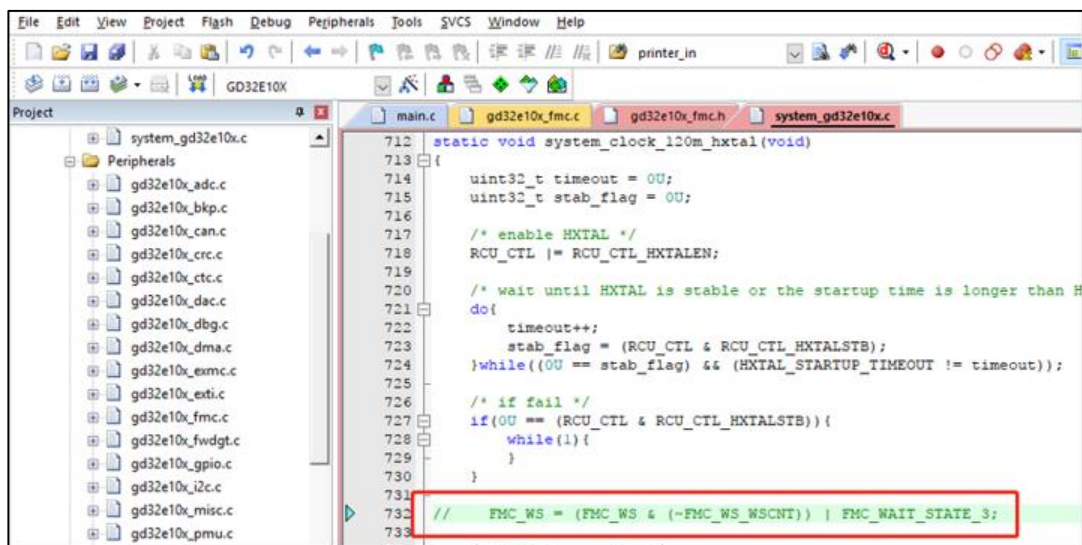 File Edit View Project Flash Debug Peripherals Tools SVCS Window Help
printer_in
LOAD
GD32E10X
Project
system_gd32e10x.c
Peripherals
gd32e10x_adc.c
gd32e10x_bkp.c
gd32e10x_can.c
gd32e10x_crc.c
gd32e10x_ctc.c
gd32e10x_dac.c
gd32e10x_dbg.c
gd32e10x_dma.c
gd32e10x_exmc.c
gd32e10x_exti.c
gd32e10x_fmc.c
gd32e10x_fwdgt.c
gd32e10x_gpio.c
gd32e10x_i2c.c
gd32e10x_misc.c
gd32e10x_pmu.c
main.c gd32e10x_fmc.c gd32e10x_fmc.h system_gd32e10x.c
712 static void system_clock_120m_hxtal(void)
713 {
714 uint32_t timeout = 0U;
715 uint32_t stab_flag = 0U;
716
717 /* enable HXTAL */
718 RCU_CTL |= RCU_CTL_HXTALEN;
719
720 /* wait until HXTAL is stable or the startup time is longer than H
721 do{
722 timeout++;
723 stab_flag = (RCU_CTL & RCU_CTL_HXTALSTB);
724 }while((0U == stab_flag) && (HXTAL_STARTUP_TIMEOUT != timeout));
725
726 /* if fail */
727 if(0U == (RCU_CTL & RCU_CTL_HXTALSTB)){
728 while(1){
729 }
730 }
731
732 // FMC_WS = (FMC_WS & (~FMC_WS_WSCNT)) | FMC_WAIT_STATE_3;
733